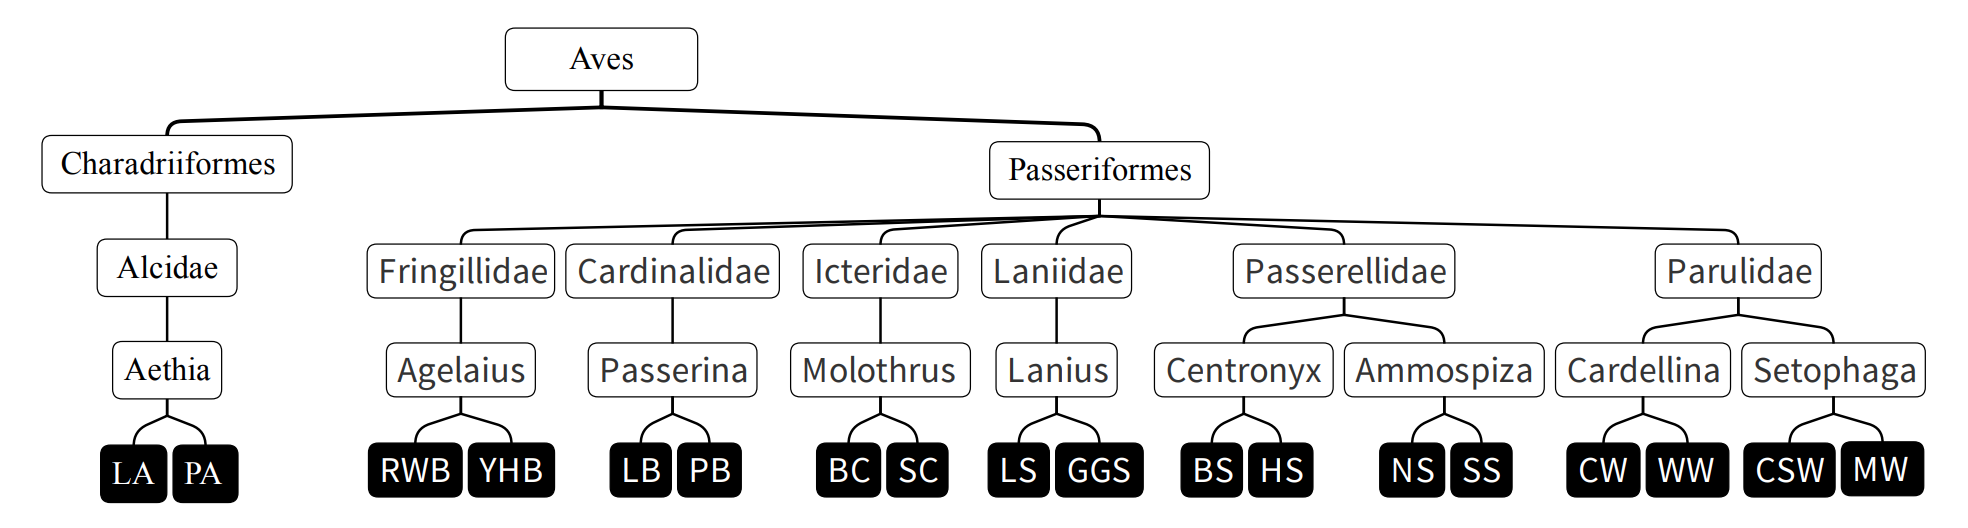 Aves
Charadriiformes
Passeriformes
Alcidae
Fringillidae
Cardinalidae
Icteridae
Laniidae
Passerellidae
Parulidae
Aethia
Agelaius
Passerina
Molothrus
Lanius
Centronyx
Ammospiza
Cardellina
Setophaga
LA
PA
RWB
YHB
LB
PB
BC
SC
LS
GGS
BS
HS
NS
SS
CW
WW
CSW
MW